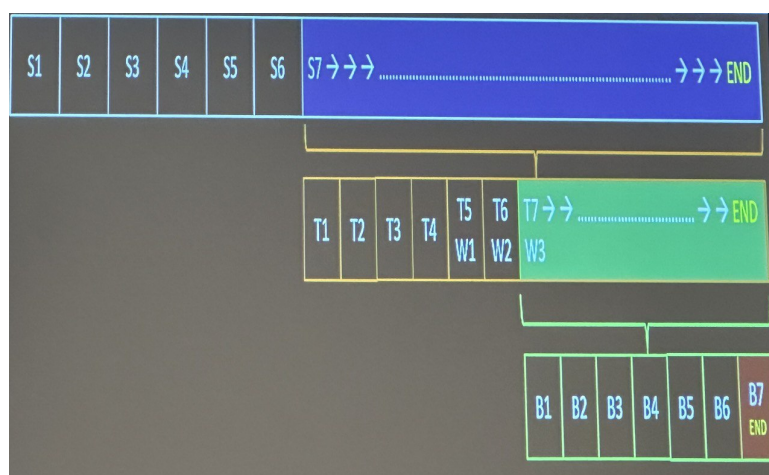 S1 S2 S3 S4 S5 S6 S7→→→...→→→END
T1 T2 T3 T4 T5 T6 T7→→...→→END
W1 W2 W3
B1 B2 B3 B4 B5 B6 B7
END